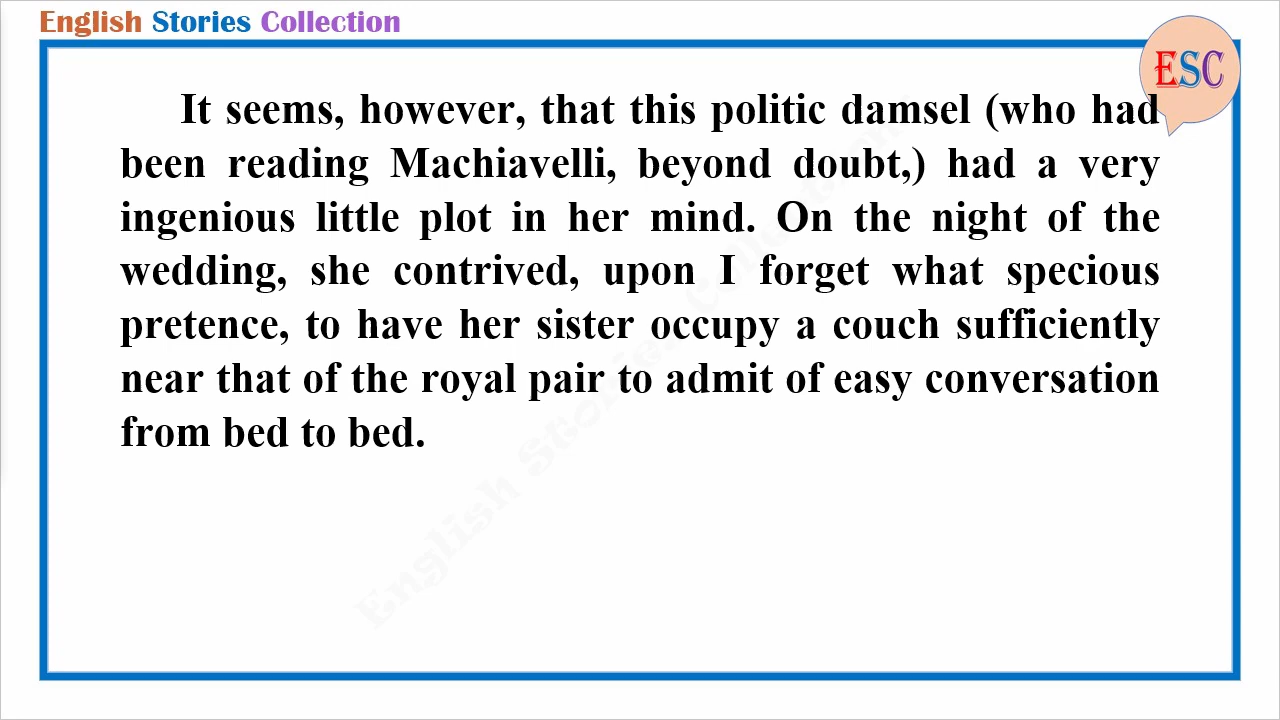 English Stories Collection
ESC
It seems, however, that this politic damsel (who had
been reading Machiavelli, beyond doubt,) had a very
ingenious little plot in her mind. On the night of the
wedding, she contrived, upon I forget what specious
pretence, to have her sister occupy a couch sufficiently
near that of the royal pair to admit of easy conversation
from bed to bed.
English Stories Collection